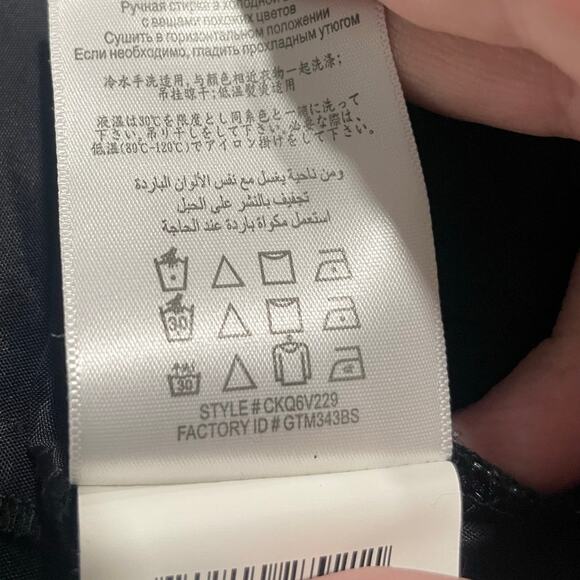 Ручная стирка в холодной
с вещами похожих цветов
Сушить в горизонтальном положении
Если необходимо, гладить прохладным утюгом
冷水手洗适用,与颜色相近衣物一起洗涤;
吊挂晾干;低温熨烫适用
液温は30℃を限度とし同系色と一緒に洗って
下さい.吊り干しをして下さい.必要な際は、
低温(80℃-120℃)でアイロン掛けをして下さい.
ومن ناحية يغسل مع نفس الألوان الباردة
تجفيف بالنشر على الحبل
استعمل مكواة باردة عند الحاجة
30
30
STYLE # CKQ6V229
FACTORY ID # GTM343BS